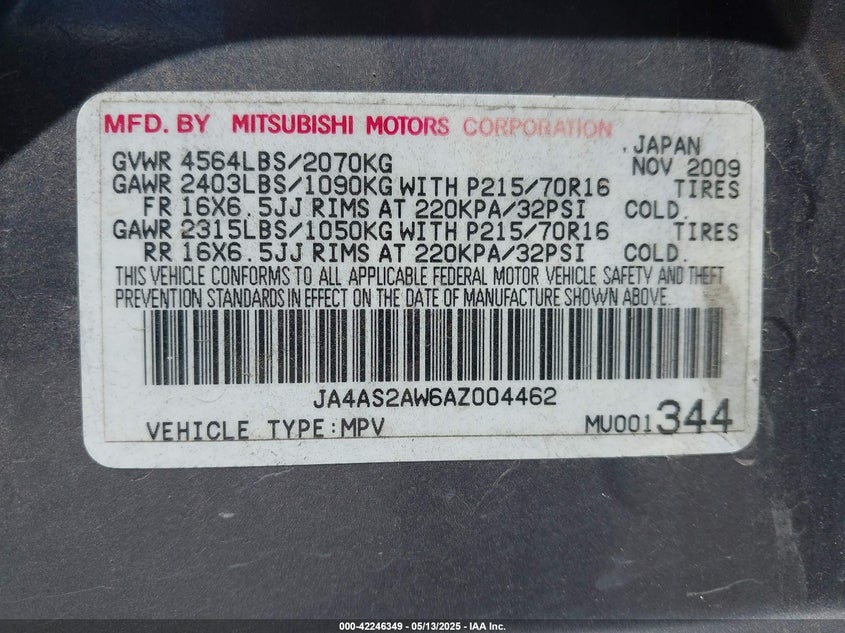 MFD. BY MITSUBISHI MOTORS CORPORATION
.JAPAN
GVWR 4564LBS/2070KG NOV 2009
GAWR 2403LBS/1090KG WITH P215/70R16 TIRES
FR 16X6.5JJ RIMS AT 220KPA/32PSI COLD.
GAWR 2315LBS/1050KG WITH P215/70R16 TIRES
RR 16X6.5JJ RIMS AT 220KPA/32PSI COLD.
THIS VEHICLE CONFORMS TO ALL APPLICABLE FEDERAL MOTOR VEHICLE SAFETY AND THEFT
PREVENTION STANDARDS IN EFFECT ON THE DATE OF MANUFACTURE SHOWN ABOVE.
JA4AS2AW6AZ004462
VEHICLE TYPE:MPV MU001344
000-42246349 — 05/13/2025 — IAA Inc.